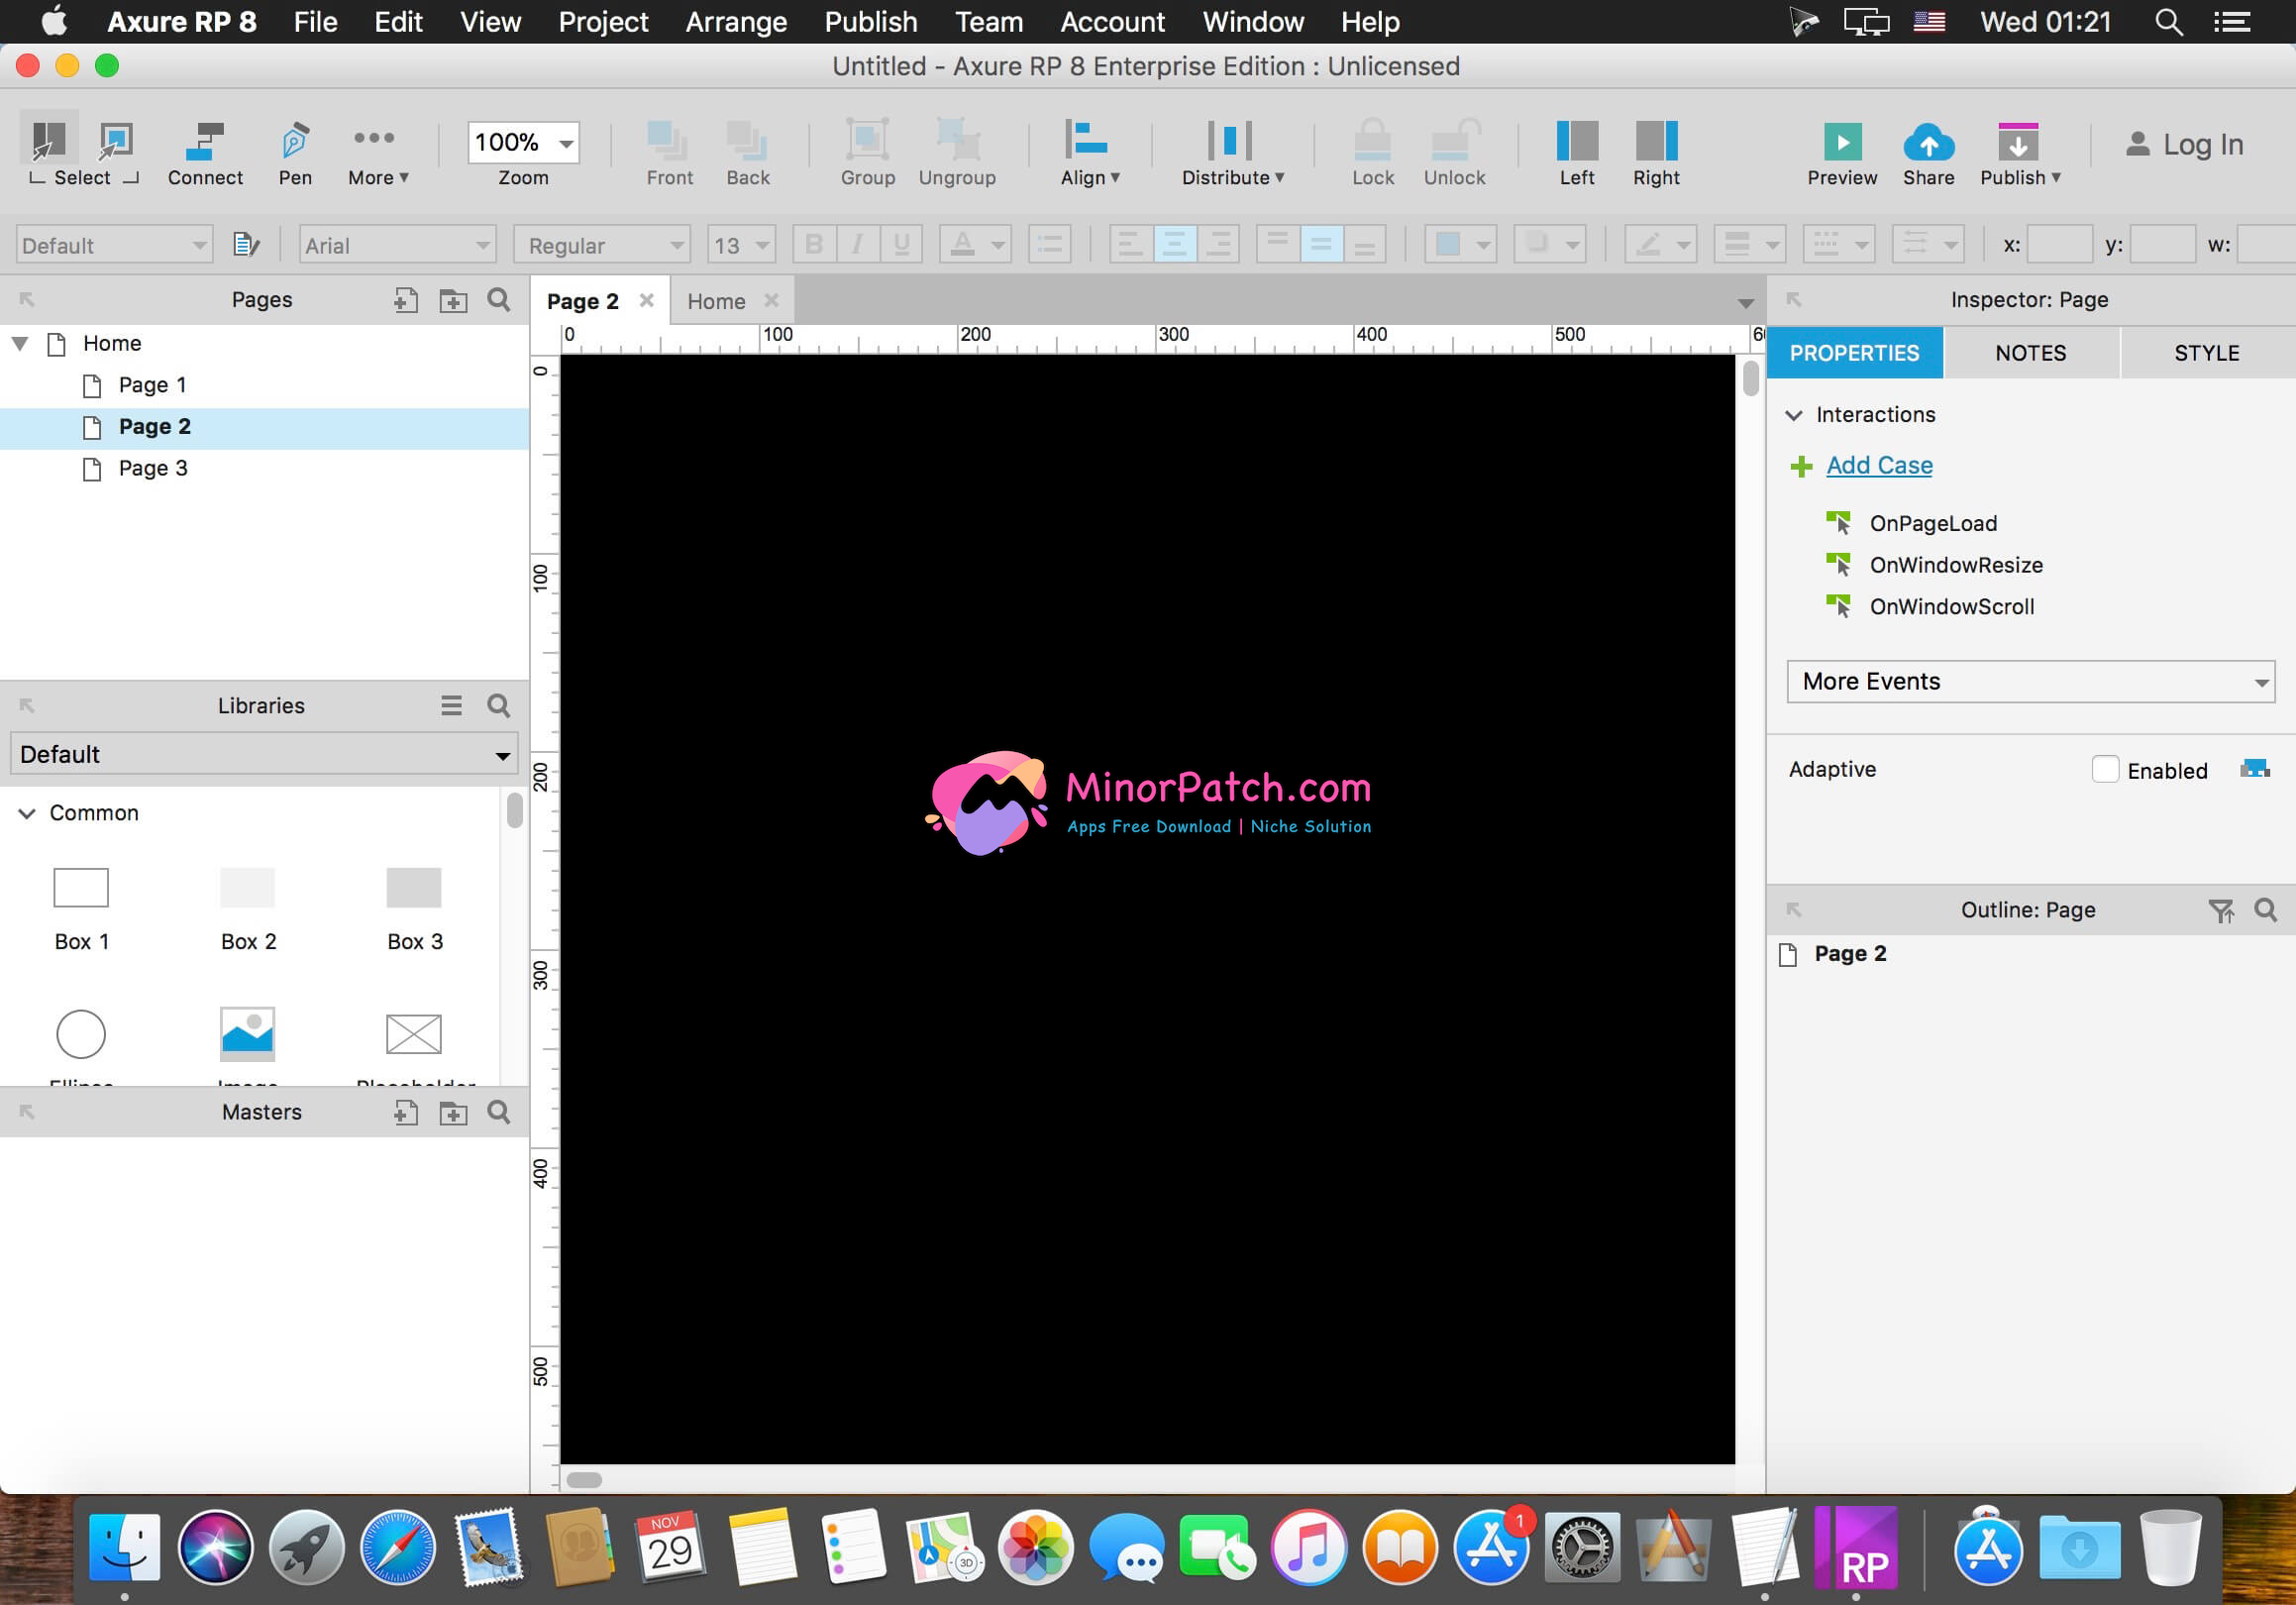 Axure RP 8 File Edit View Project Arrange Publish Team Account Window Help Wed 01:21
Untitled - Axure RP 8 Enterprise Edition : Unlicensed
100%
Log In
Select Connect Pen More Zoom Front Back Group Ungroup Align Distribute Lock Unlock Left Right Preview Share Publish
Default Arial Regular 13 B I U A x: y: w:
Pages
Home
Page 1
Page 2
Page 3
Libraries
Default
Common
Box 1 Box 2 Box 3
Ellipse Image Placeholder
Masters
Page 2 Home
0 100 200 300 400 500
0
100
200
300
400
500
MinorPatch.com
Apps Free Download | Niche Solution
Inspector: Page
PROPERTIES NOTES STYLE
Interactions
Add Case
OnPageLoad
OnWindowResize
OnWindowScroll
More Events
Adaptive Enabled
Outline: Page
Page 2
NOV
29
3D
1
RP